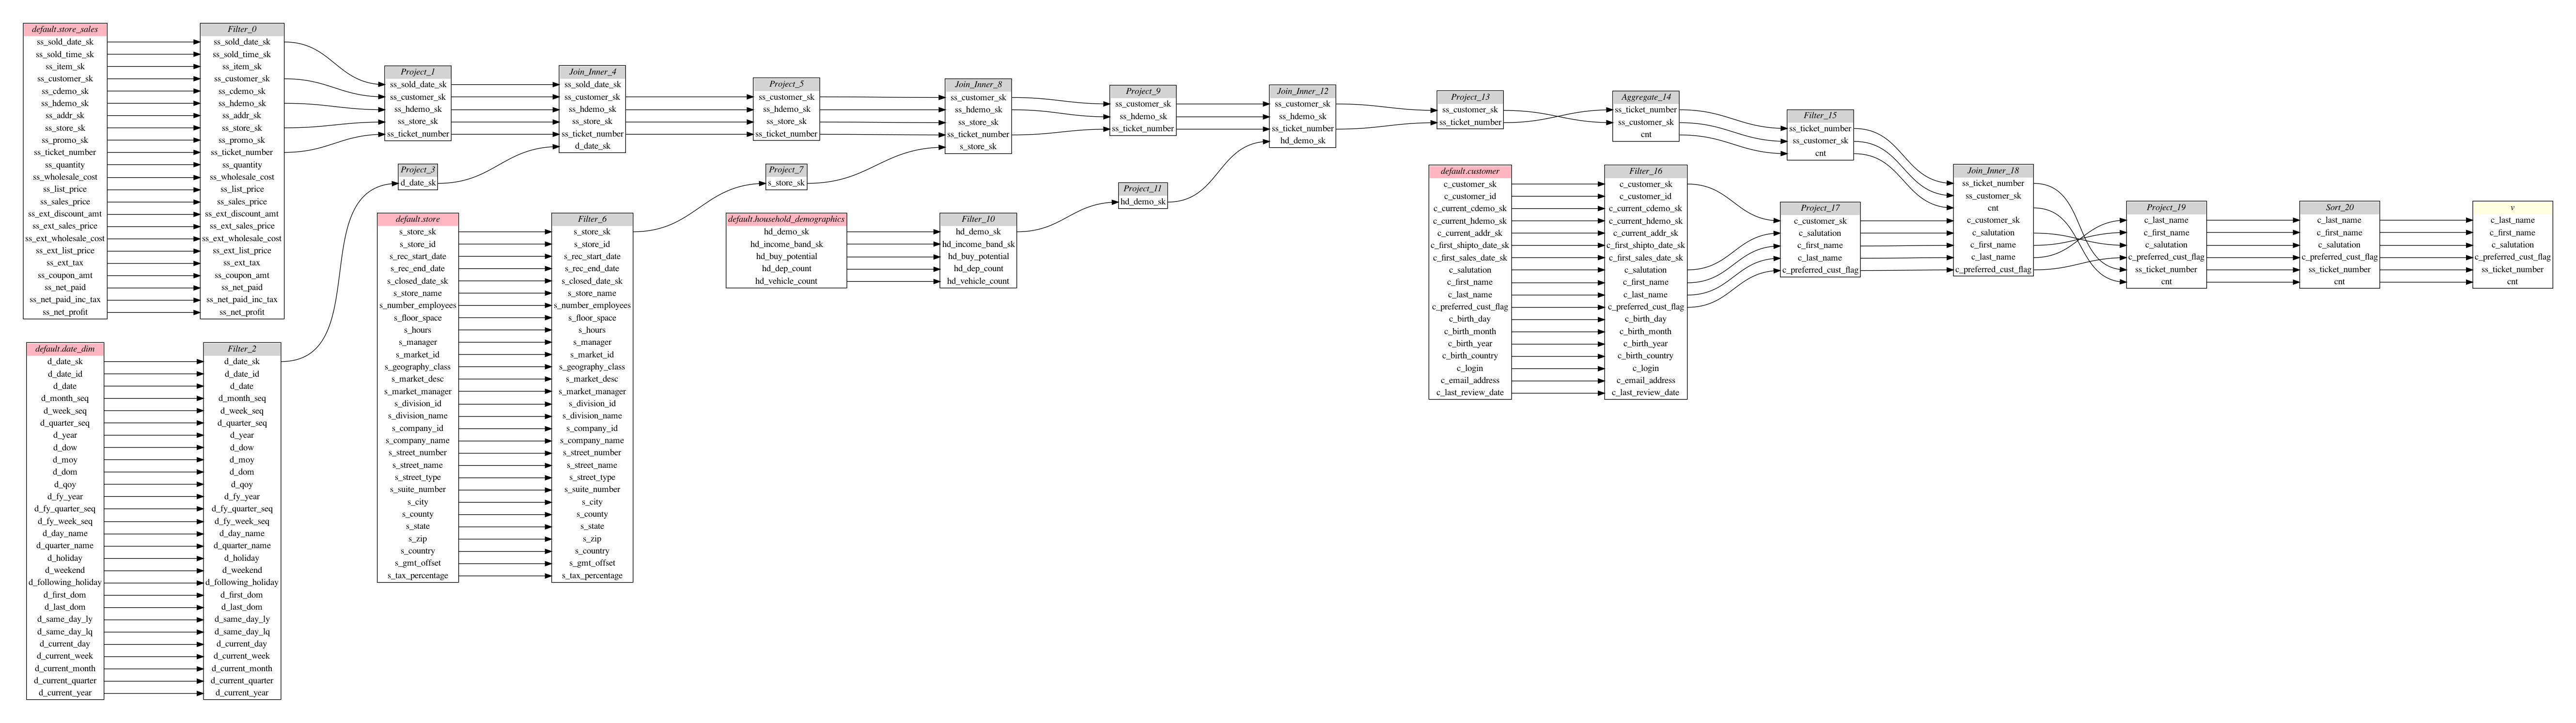 default.store_sales
ss_sold_date_sk
ss_sold_time_sk
ss_item_sk
ss_customer_sk
ss_cdemo_sk
ss_hdemo_sk
ss_addr_sk
ss_store_sk
ss_promo_sk
ss_ticket_number
ss_quantity
ss_wholesale_cost
ss_list_price
ss_sales_price
ss_ext_discount_amt
ss_ext_sales_price
ss_ext_wholesale_cost
ss_ext_list_price
ss_ext_tax
ss_coupon_amt
ss_net_paid
ss_net_paid_inc_tax
ss_net_profit
Filter_0
ss_sold_date_sk
ss_sold_time_sk
ss_item_sk
ss_customer_sk
ss_cdemo_sk
ss_hdemo_sk
ss_addr_sk
ss_store_sk
ss_promo_sk
ss_ticket_number
ss_quantity
ss_wholesale_cost
ss_list_price
ss_sales_price
ss_ext_discount_amt
ss_ext_sales_price
ss_ext_wholesale_cost
ss_ext_list_price
ss_ext_tax
ss_coupon_amt
ss_net_paid
ss_net_paid_inc_tax
ss_net_profit
default.date_dim
d_date_sk
d_date_id
d_date
d_month_seq
d_week_seq
d_quarter_seq
d_year
d_dow
d_moy
d_dom
d_qoy
d_fy_year
d_fy_quarter_seq
d_fy_week_seq
d_day_name
d_quarter_name
d_holiday
d_weekend
d_following_holiday
d_first_dom
d_last_dom
d_same_day_ly
d_same_day_lq
d_current_day
d_current_week
d_current_month
d_current_quarter
d_current_year
Filter_2
d_date_sk
d_date_id
d_date
d_month_seq
d_week_seq
d_quarter_seq
d_year
d_dow
d_moy
d_dom
d_qoy
d_fy_year
d_fy_quarter_seq
d_fy_week_seq
d_day_name
d_quarter_name
d_holiday
d_weekend
d_following_holiday
d_first_dom
d_last_dom
d_same_day_ly
d_same_day_lq
d_current_day
d_current_week
d_current_month
d_current_quarter
d_current_year
Project_1
ss_sold_date_sk
ss_customer_sk
ss_hdemo_sk
ss_store_sk
ss_ticket_number
Project_3
d_date_sk
default.store
s_store_sk
s_store_id
s_rec_start_date
s_rec_end_date
s_closed_date_sk
s_store_name
s_number_employees
s_floor_space
s_hours
s_manager
s_market_id
s_geography_class
s_market_desc
s_market_manager
s_division_id
s_division_name
s_company_id
s_company_name
s_street_number
s_street_name
s_street_type
s_suite_number
s_city
s_county
s_state
s_zip
s_country
s_gmt_offset
s_tax_percentage
Join_Inner_4
ss_sold_date_sk
ss_customer_sk
ss_hdemo_sk
ss_store_sk
ss_ticket_number
d_date_sk
Filter_6
s_store_sk
s_store_id
s_rec_start_date
s_rec_end_date
s_closed_date_sk
s_store_name
s_number_employees
s_floor_space
s_hours
s_manager
s_market_id
s_geography_class
s_market_desc
s_market_manager
s_division_id
s_division_name
s_company_id
s_company_name
s_street_number
s_street_name
s_street_type
s_suite_number
s_city
s_county
s_state
s_zip
s_country
s_gmt_offset
s_tax_percentage
Project_5
ss_customer_sk
ss_hdemo_sk
ss_store_sk
ss_ticket_number
Project_7
s_store_sk
default.household_demographics
hd_demo_sk
hd_income_band_sk
hd_buy_potential
hd_dep_count
hd_vehicle_count
Join_Inner_8
ss_customer_sk
ss_hdemo_sk
ss_store_sk
ss_ticket_number
s_store_sk
Filter_10
hd_demo_sk
hd_income_band_sk
hd_buy_potential
hd_dep_count
hd_vehicle_count
Project_9
ss_customer_sk
ss_hdemo_sk
ss_ticket_number
Project_11
hd_demo_sk
Join_Inner_12
ss_customer_sk
ss_hdemo_sk
ss_ticket_number
hd_demo_sk
Project_13
ss_customer_sk
ss_ticket_number
default.customer
c_customer_sk
c_customer_id
c_current_cdemo_sk
c_current_hdemo_sk
c_current_addr_sk
c_first_shipto_date_sk
c_first_sales_date_sk
c_salutation
c_first_name
c_last_name
c_preferred_cust_flag
c_birth_day
c_birth_month
c_birth_year
c_birth_country
c_login
c_email_address
c_last_review_date
Aggregate_14
ss_ticket_number
ss_customer_sk
cnt
Filter_16
c_customer_sk
c_customer_id
c_current_cdemo_sk
c_current_hdemo_sk
c_current_addr_sk
c_first_shipto_date_sk
c_first_sales_date_sk
c_salutation
c_first_name
c_last_name
c_preferred_cust_flag
c_birth_day
c_birth_month
c_birth_year
c_birth_country
c_login
c_email_address
c_last_review_date
Filter_15
ss_ticket_number
ss_customer_sk
cnt
Project_17
c_customer_sk
c_salutation
c_first_name
c_last_name
c_preferred_cust_flag
Join_Inner_18
ss_ticket_number
ss_customer_sk
cnt
c_customer_sk
c_salutation
c_first_name
c_last_name
c_preferred_cust_flag
Project_19
c_last_name
c_first_name
c_salutation
c_preferred_cust_flag
ss_ticket_number
cnt
Sort_20
c_last_name
c_first_name
c_salutation
c_preferred_cust_flag
ss_ticket_number
cnt
v
c_last_name
c_first_name
c_salutation
c_preferred_cust_flag
ss_ticket_number
cnt